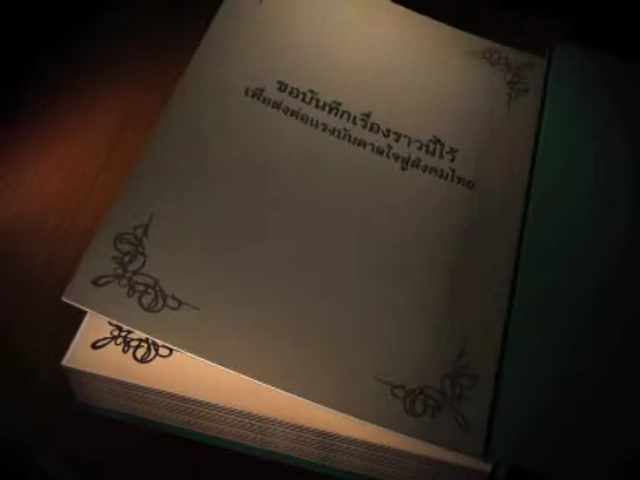 ขอบันทึกเรื่องราวนี้ไว้
เพื่อส่งต่อแรงบันดาลใจสู่สังคมไทย